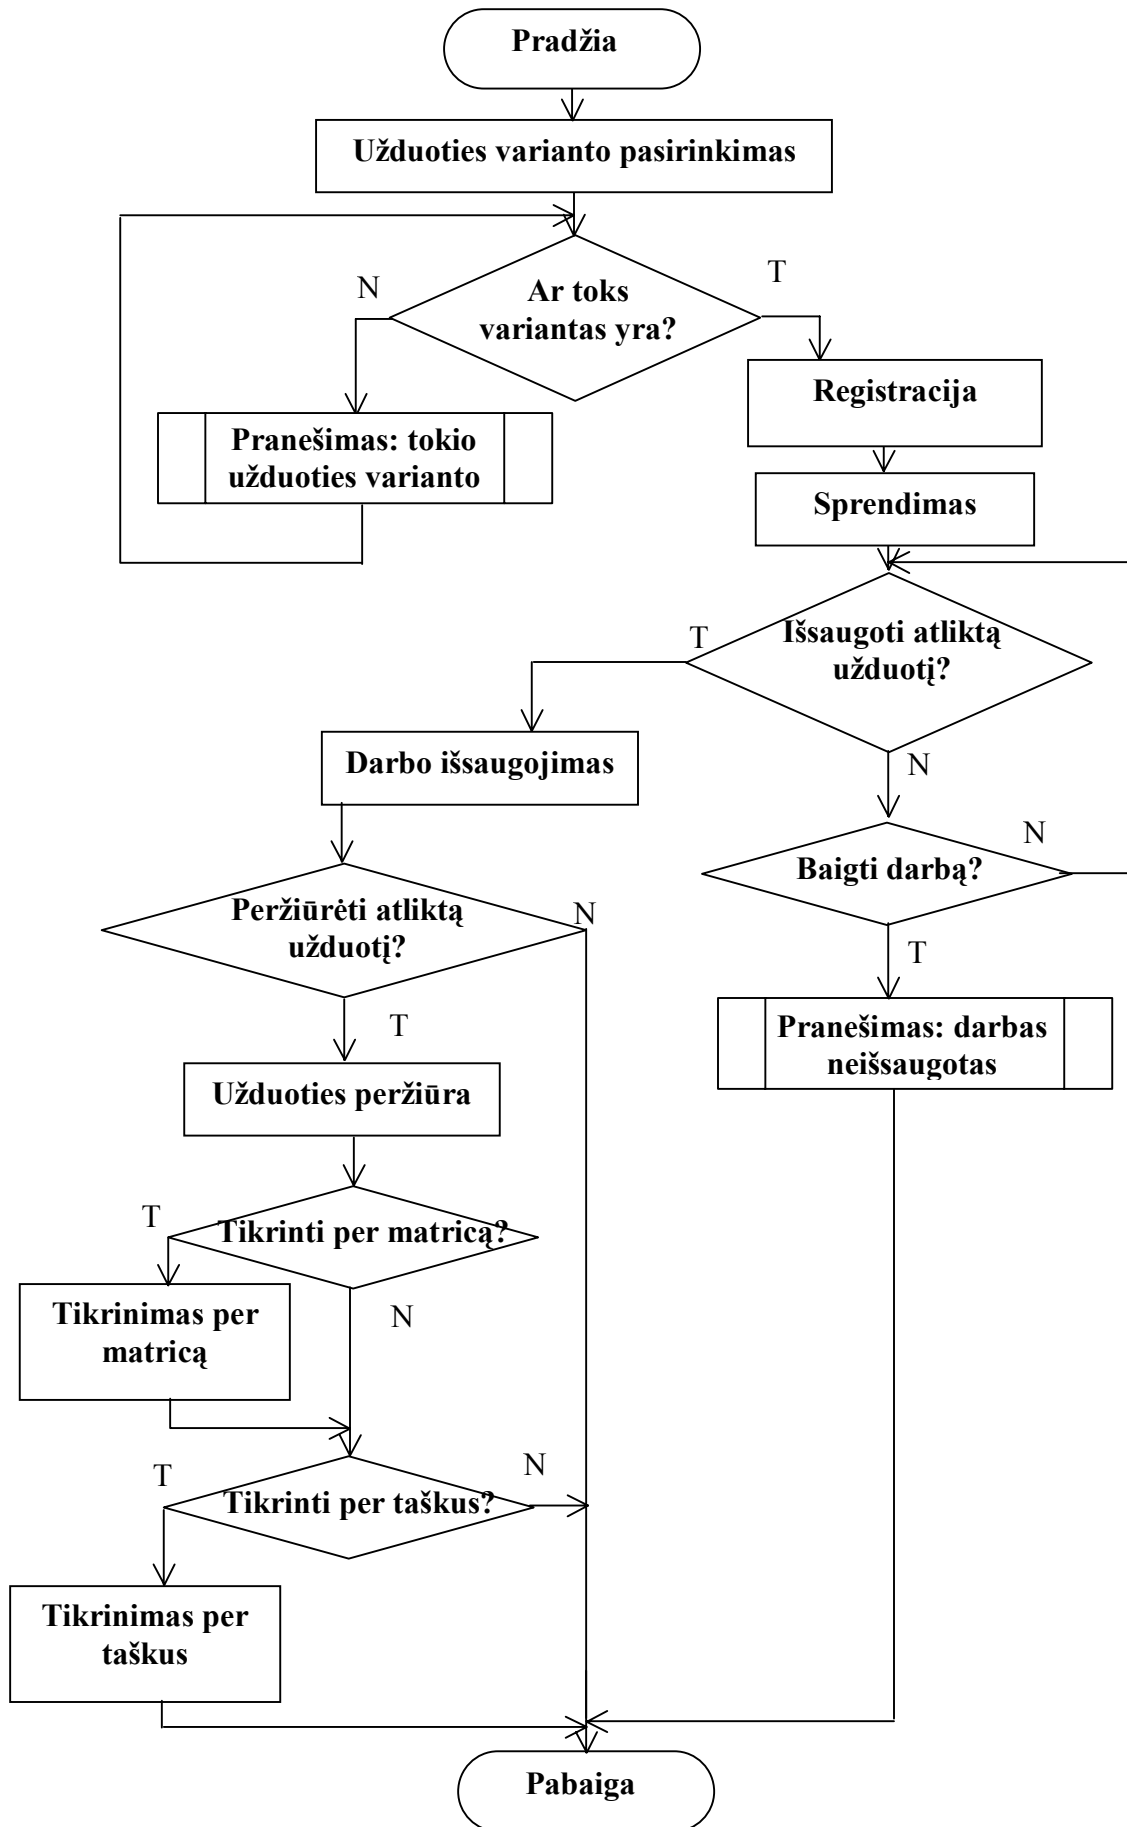 Pradžia
Užduoties varianto pasirinkimas
N
T
Ar toks
variantas yra?
Registracija
Pranešimas: tokio
užduoties varianto
Sprendimas
T
Išsaugoti atliktą
užduotį?
Darbo išsaugojimas
N
N
Baigti darbą?
Peržiūrėti atliktą
užduotį?
N
T
T
Pranešimas: darbas
neišsaugotas
Užduoties peržiūra
T
Tikrinti per matricą?
Tikrinimas per
matricą
N
T
N
Tikrinti per taškus?
Tikrinimas per
taškus
Pabaiga